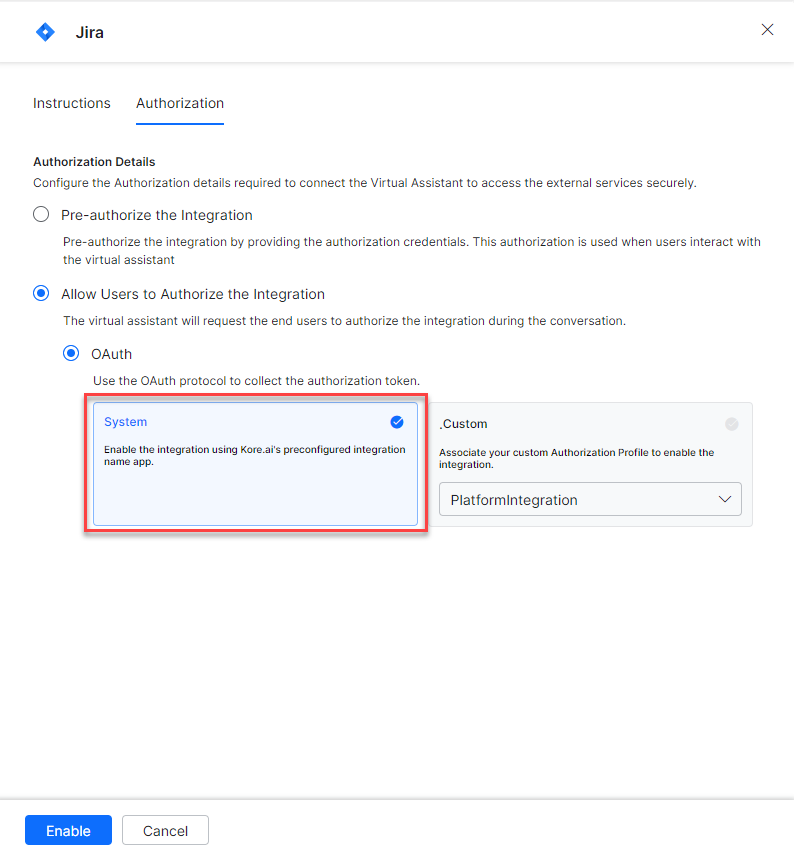 Jira
Instructions
Authorization
Authorization Details
Configure the Authorization details required to connect the Virtual Assistant to access the external services securely.
Pre-authorize the Integration
Pre-authorize the integration by providing the authorization credentials. This authorization is used when users interact with
the virtual assistant
Allow Users to Authorize the Integration
The virtual assistant will request the end users to authorize the integration during the conversation.
OAuth
Use the OAuth protocol to collect the authorization token.
System
Enable the integration using Kore.ai's preconfigured integration
name app.
.Custom
Associate your custom Authorization Profile to enable the
integration.
PlatformIntegration
Enable
Cancel